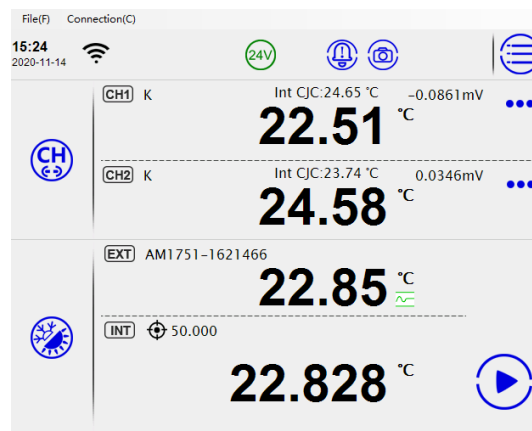 File(F) Connection(C)
15:24
2020-11-14
24V
CH1 K Int CJC:24.65 ℃ -0.0861mV
22.51 ℃
CH
CH2 K Int CJC:23.74 ℃ 0.0346mV
24.58 ℃
EXT AM1751-1621466
22.85 ℃
INT 50.000
22.828 ℃